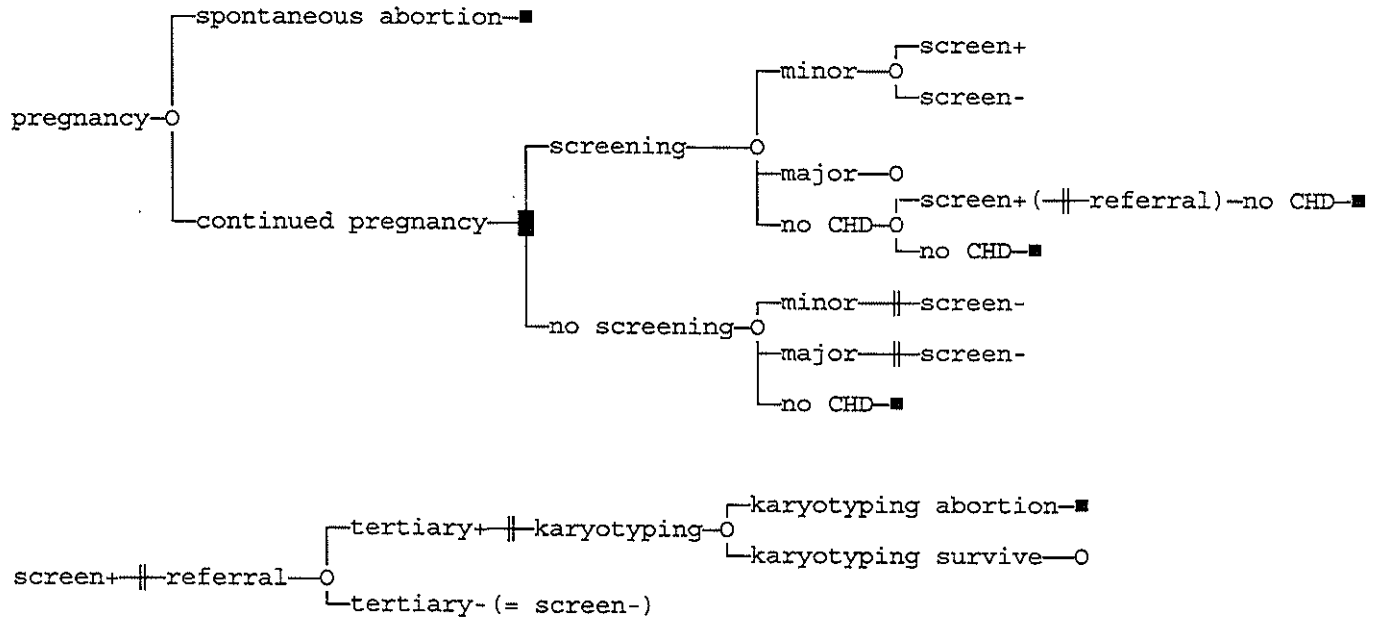 spontaneous abortion
screen+
minor
screen-
pregnancy
screening
major
screen+(referral)-no CHD
continued pregnancy
no CHD
no CHD
minor screen-
no screening
major screen-
no CHD
karyotyping abortion
tertiary+ karyotyping
karyotyping survive
screen+ referral
tertiary-(= screen-)